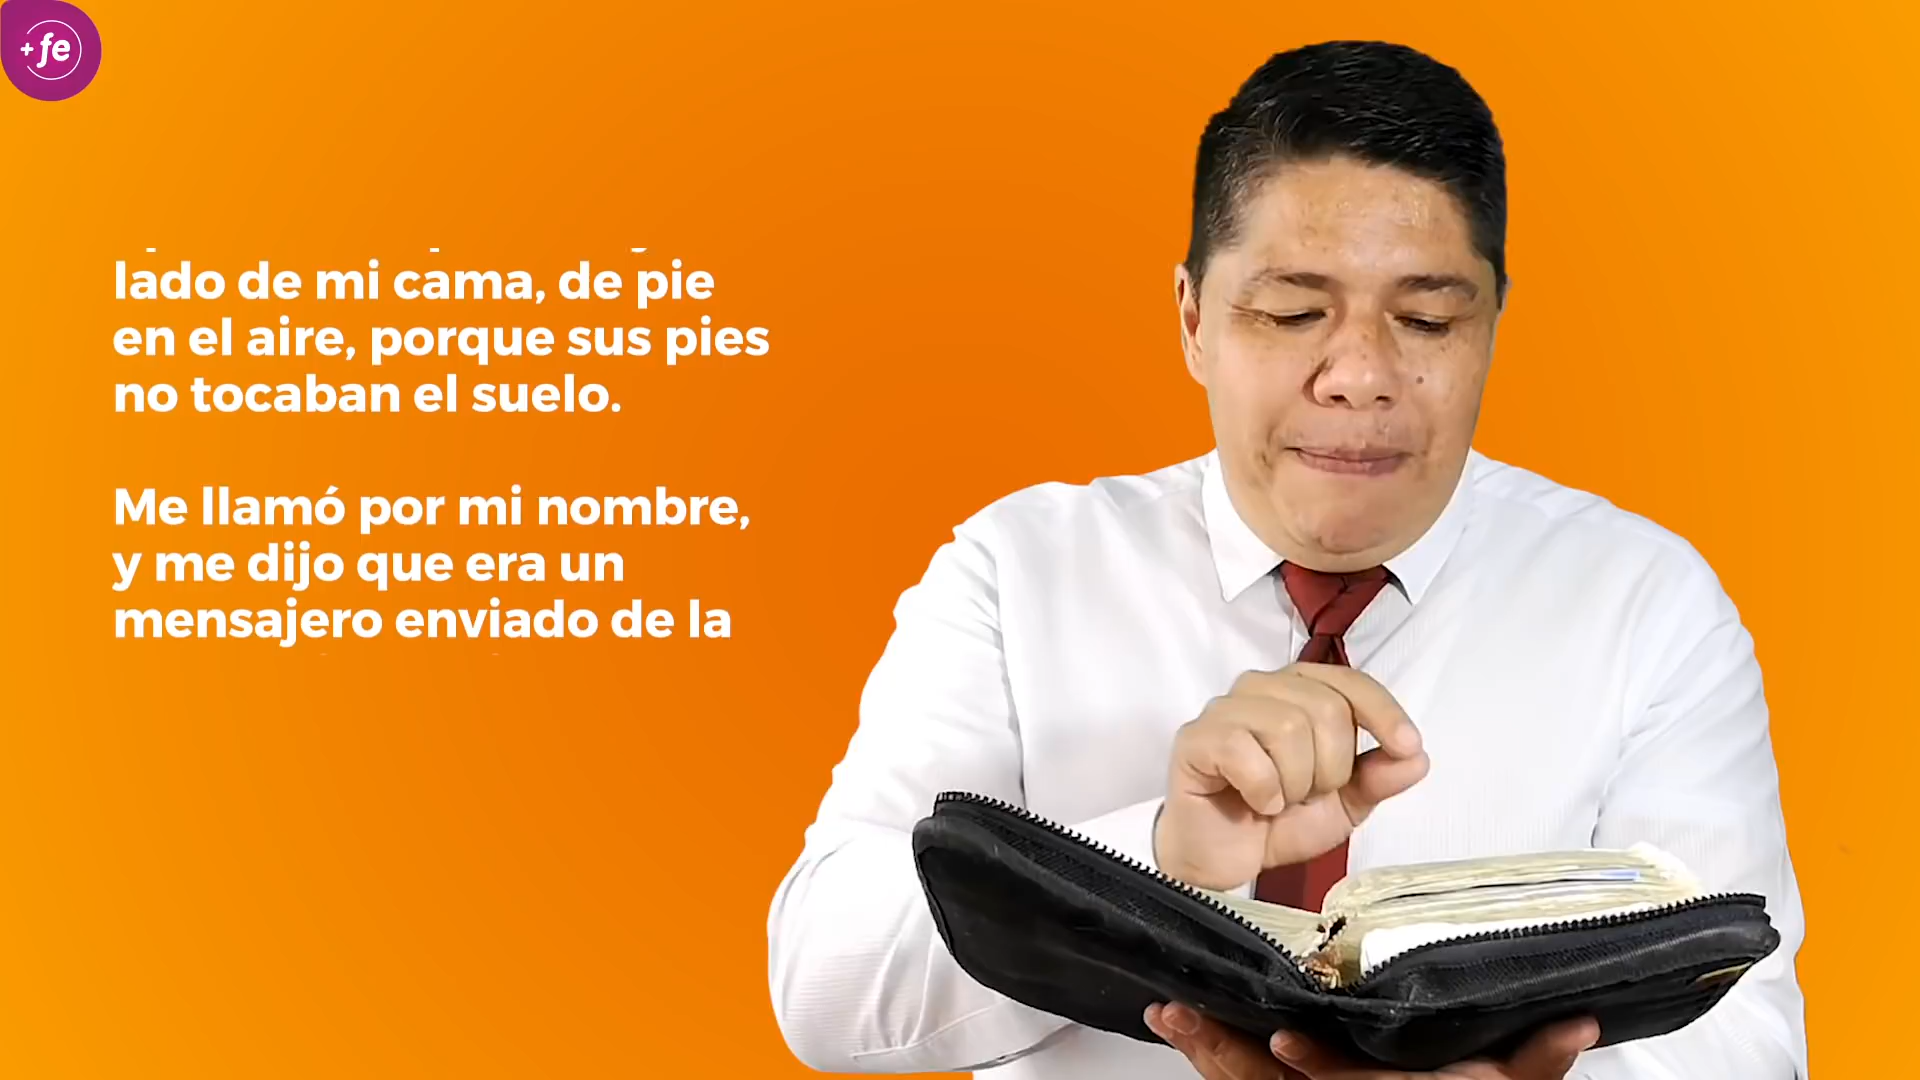 +fe
lado de mi cama, de pie
en el aire, porque sus pies
no tocaban el suelo.
Me llamó por mi nombre,
y me dijo que era un
mensajero enviado de la